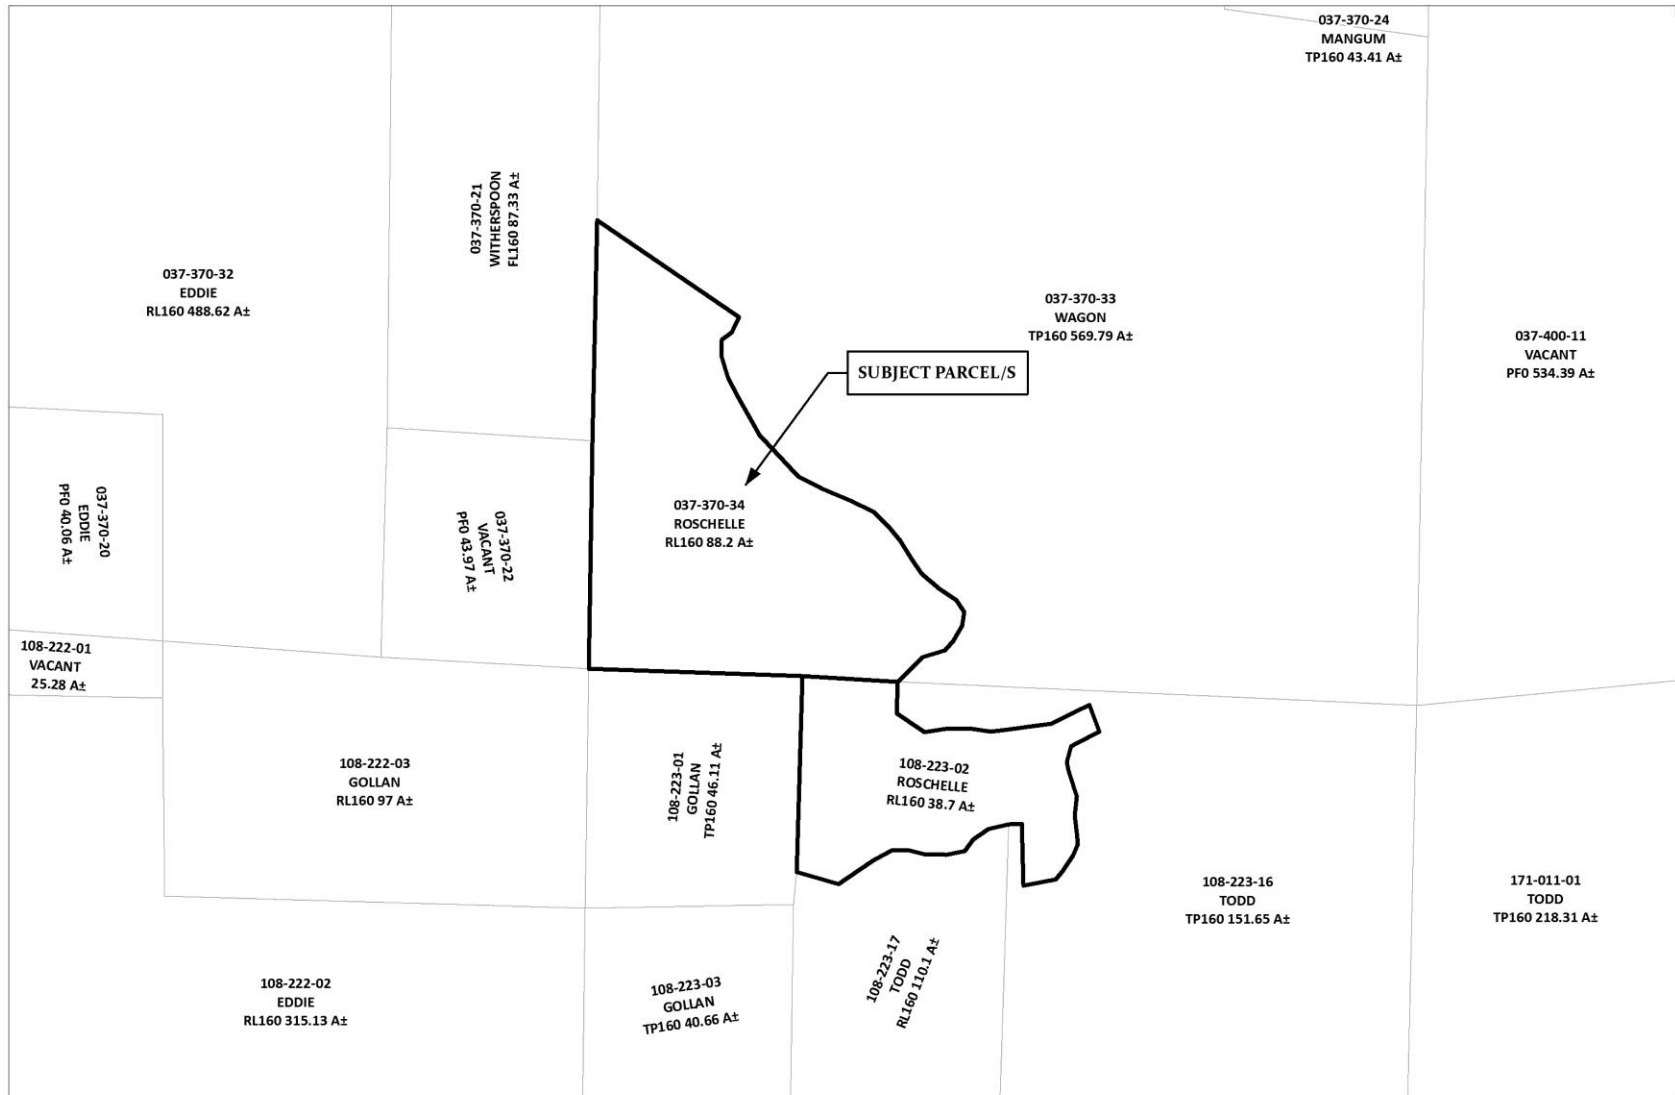 037-370-24
MANGUM
TP160 43.41 A±
037-370-21
WITHERSPOON
FL160 87.33 A±
037-370-32
EDDIE
RL160 488.62 A±
037-370-33
WAGON
TP160 569.79 A±
037-400-11
VACANT
PF0 534.39 A±
SUBJECT PARCEL/S
037-370-20
EDDIE
PF0 40.06 A±
037-370-22
VACANT
PF0 43.97 A±
037-370-34
ROSCHELLE
RL160 88.2 A±
108-222-01
VACANT
25.28 A±
108-222-03
GOLLAN
RL160 97 A±
108-223-01
GOLLAN
TP160 46.11 A±
108-223-02
ROSCHELLE
RL160 38.7 A±
108-223-16
TODD
TP160 151.65 A±
171-011-01
TODD
TP160 218.31 A±
108-222-02
EDDIE
RL160 315.13 A±
108-223-03
GOLLAN
TP160 40.66 A±
108-223-17
TODD
RL160 110.1 A±